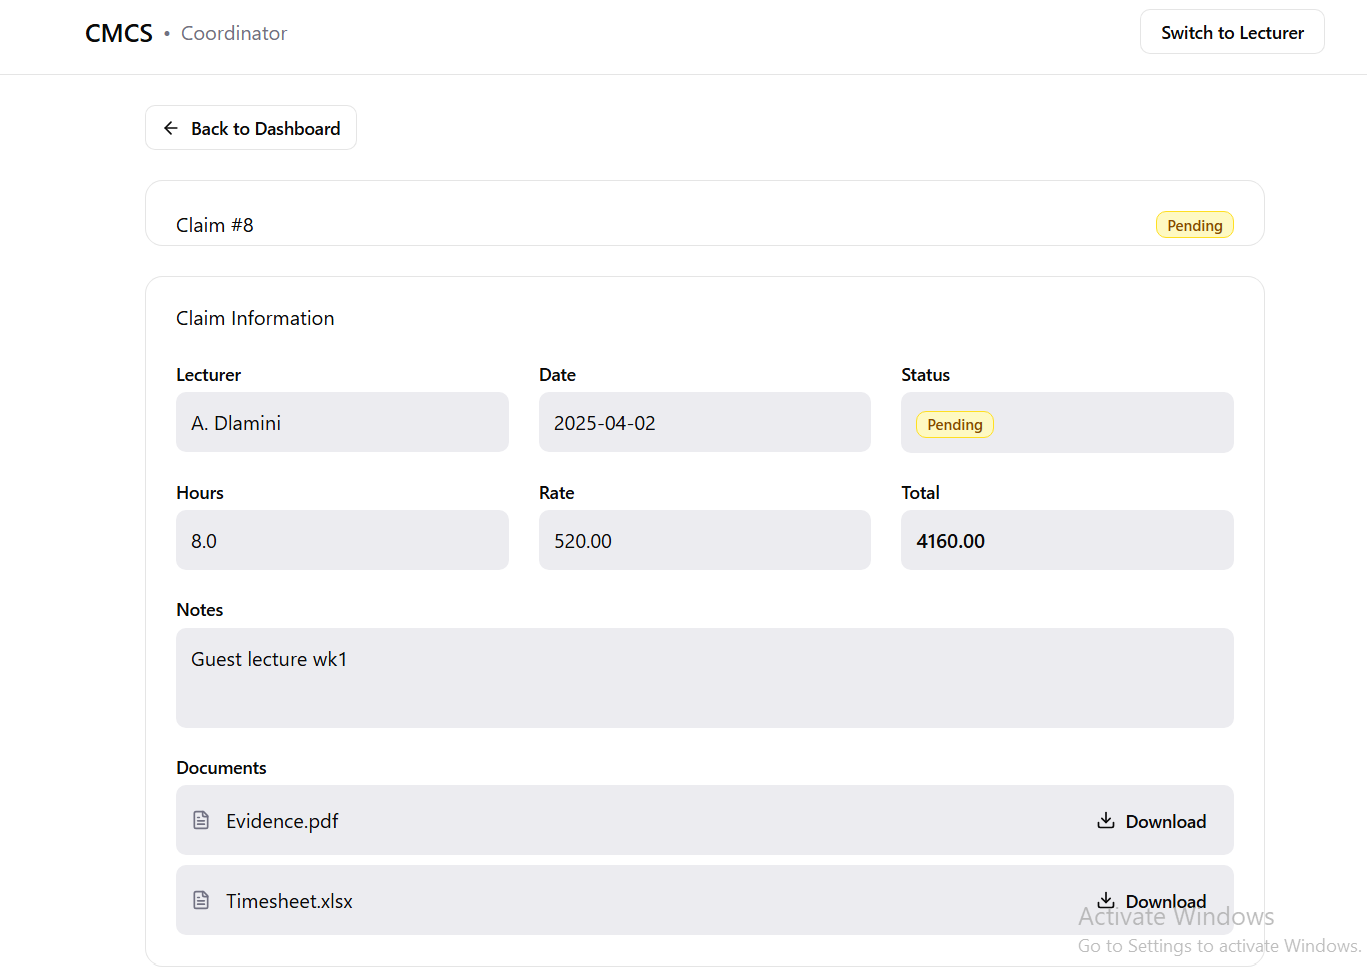 CMCS • Coordinator
Switch to Lecturer
Back to Dashboard
Claim #8
Pending
Claim Information
Lecturer Date Status
A. Dlamini 2025-04-02 Pending
Hours Rate Total
8.0 520.00 4160.00
Notes
Guest lecture wk1
Documents
Evidence.pdf Download
Timesheet.xlsx Download
Activate Windows
Go to Settings to activate Windows.